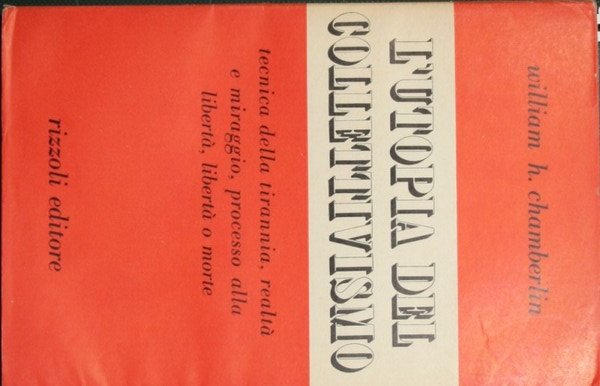 william h. chamberlin
L'UTOPIA DEL
COLLETTIVISMO
tecnica della tirannia, realtà
e miraggio, processo alla
libertà, libertà o morte
rizzoli editore